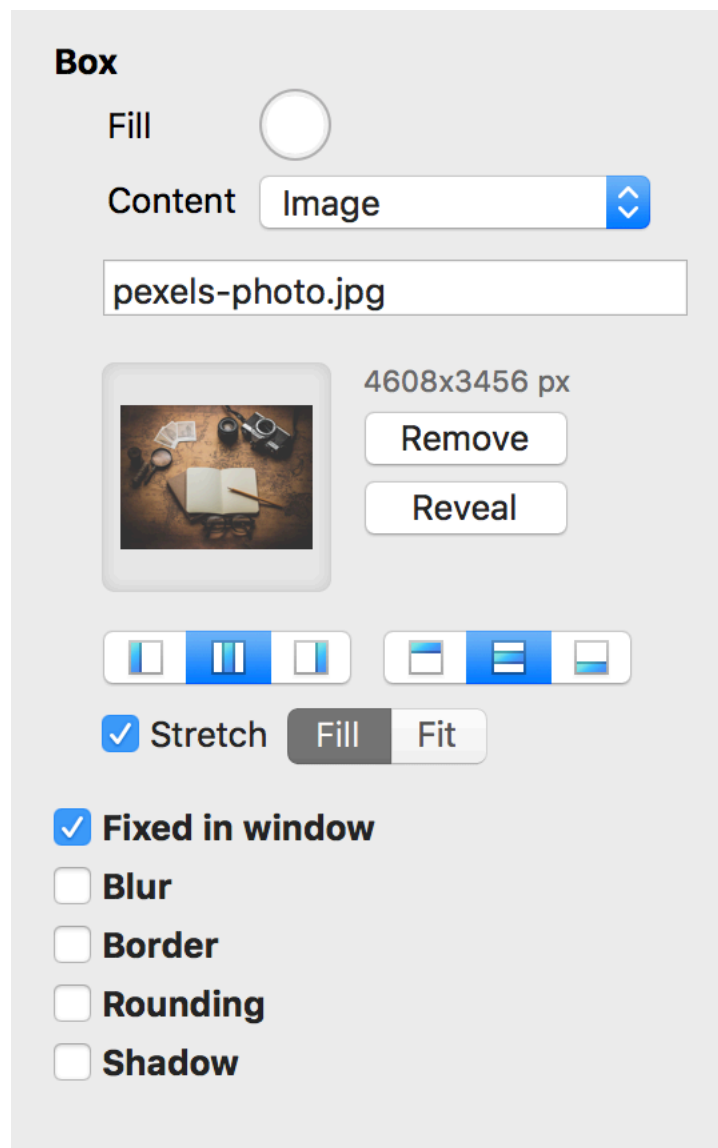 Box
Fill
Content Image
pexels-photo.jpg
4608x3456 px
Remove
Reveal
Stretch Fill Fit
Fixed in window
Blur
Border
Rounding
Shadow